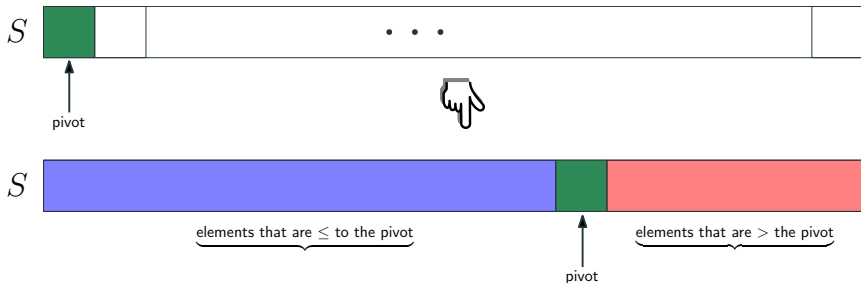 S
. . .
pivot
S
elements that are ≤ to the pivot
elements that are > the pivot
pivot